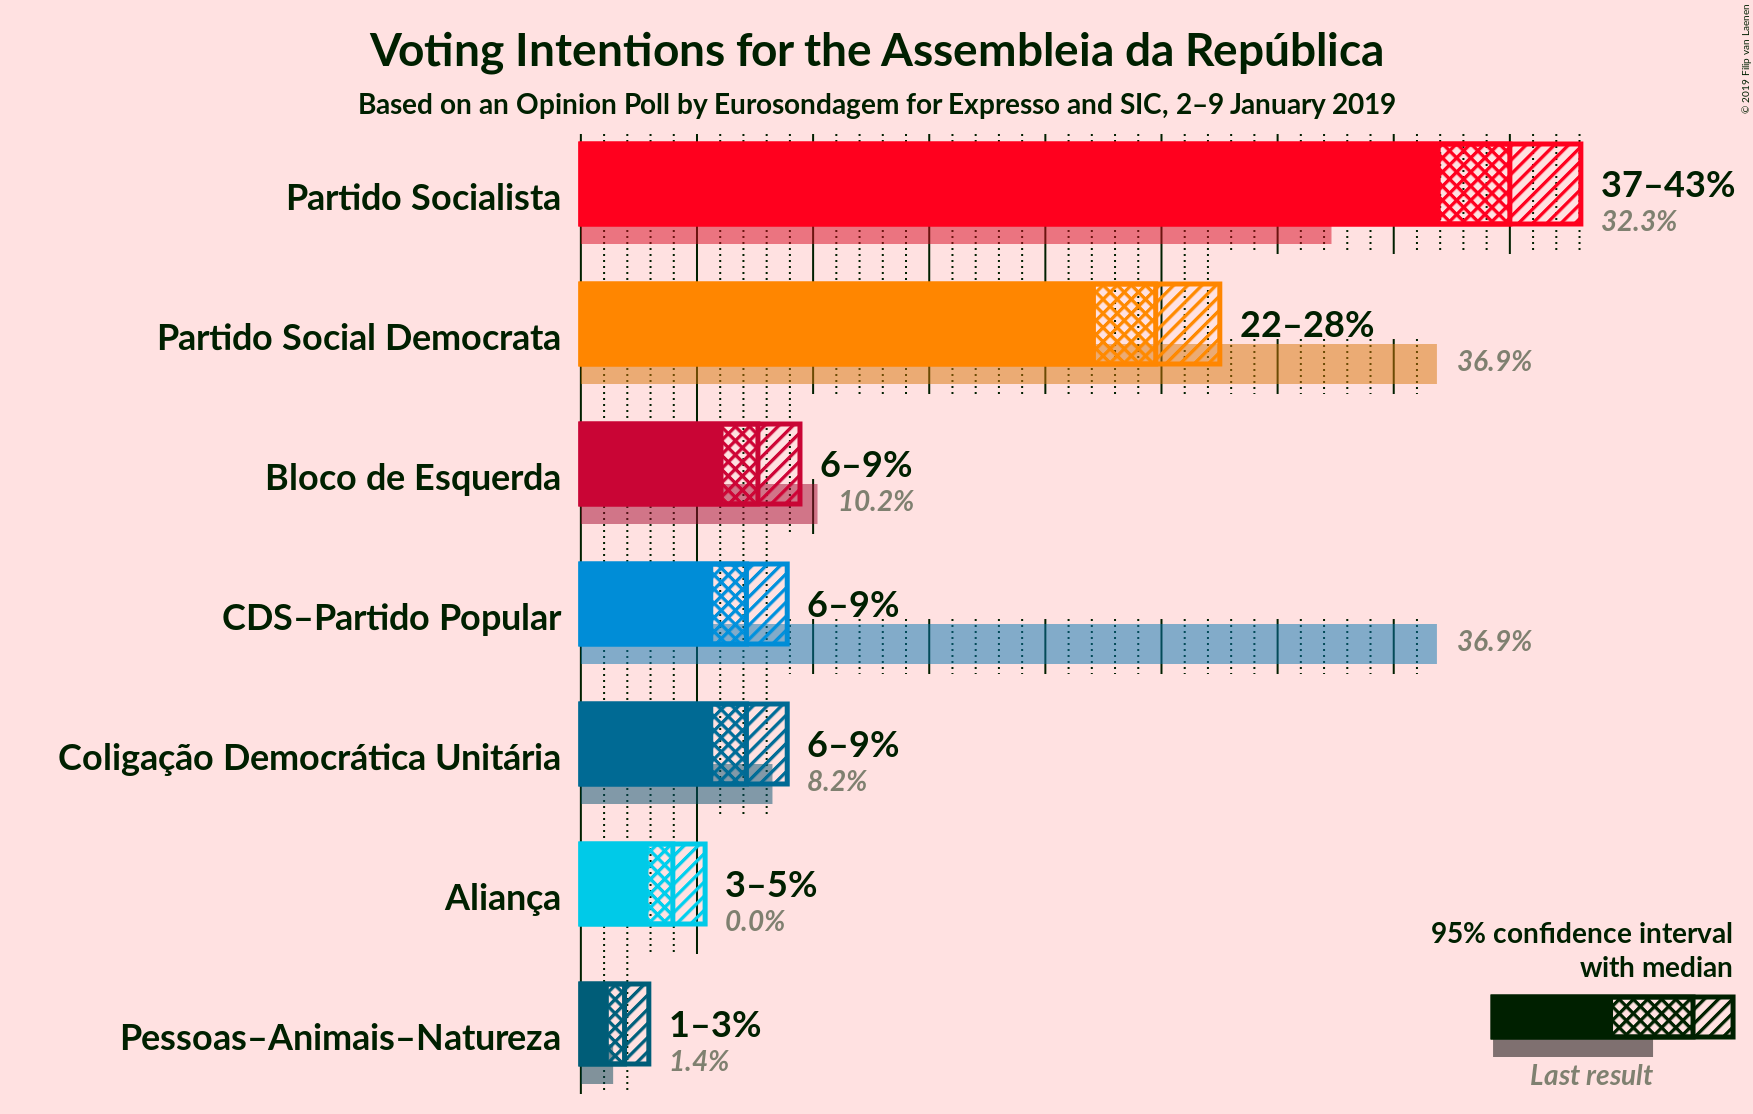 Voting Intentions for the Assembleia da República
Based on an Opinion Poll by Eurosondagem for Expresso and SIC, 2–9 January 2019
© 2019 Filip van Laenen
Partido Socialista
37–43%
32.3%
Partido Social Democrata
22–28%
36.9%
Bloco de Esquerda
6–9%
10.2%
CDS–Partido Popular
6–9%
36.9%
Coligação Democrática Unitária
6–9%
8.2%
Aliança
3–5%
0.0%
Pessoas–Animais–Natureza
1–3%
1.4%
95% confidence interval
with median
Last result